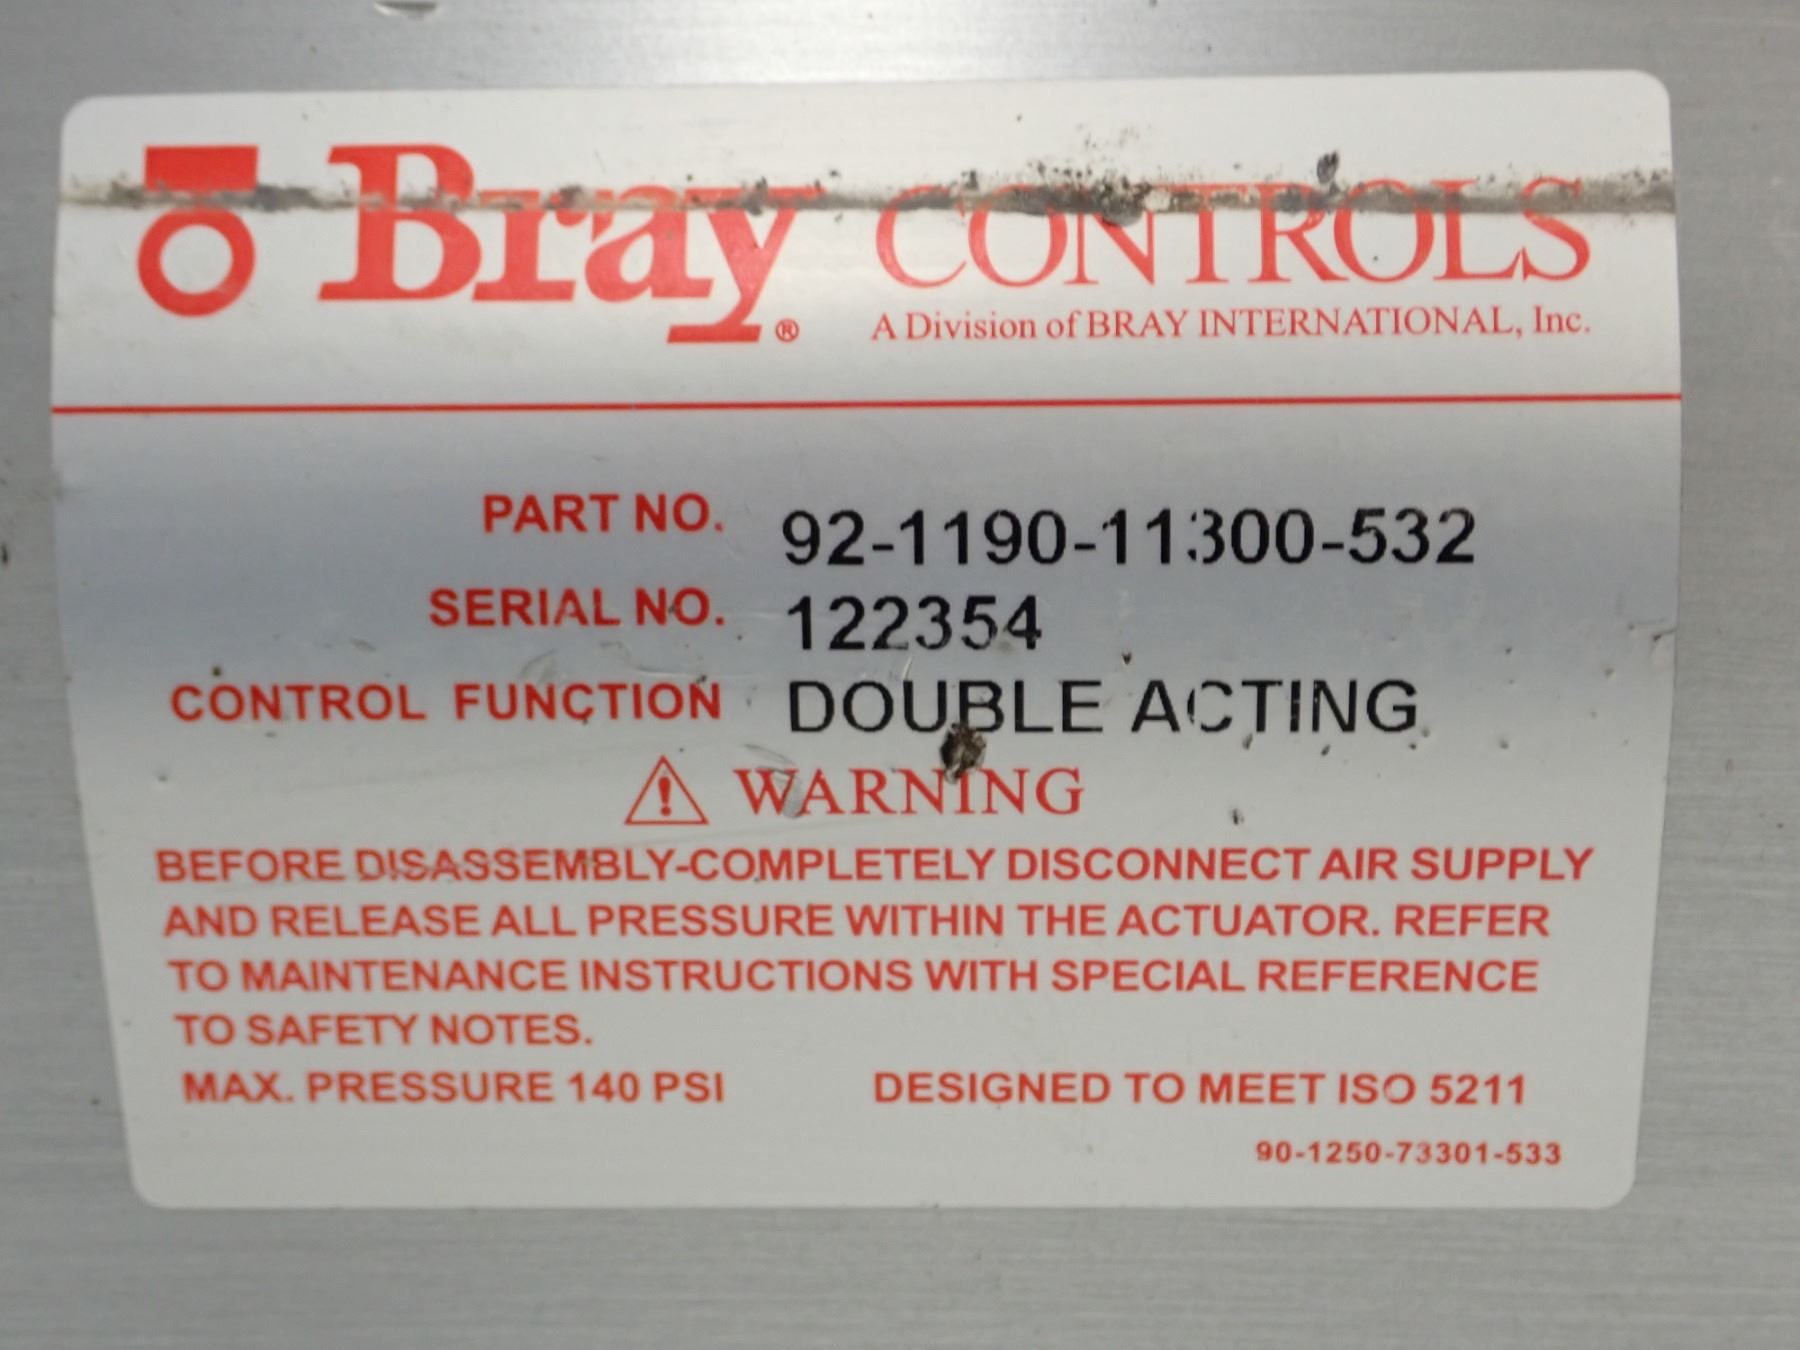 Bray® CONTROLS
A Division of BRAY INTERNATIONAL, Inc.
PART NO. 92-1190-11300-532
SERIAL NO. 122354
CONTROL FUNCTION DOUBLE ACTING
WARNING
BEFORE DISASSEMBLY-COMPLETELY DISCONNECT AIR SUPPLY
AND RELEASE ALL PRESSURE WITHIN THE ACTUATOR. REFER
TO MAINTENANCE INSTRUCTIONS WITH SPECIAL REFERENCE
TO SAFETY NOTES.
MAX. PRESSURE 140 PSI DESIGNED TO MEET ISO 5211
90-1250-73301-533